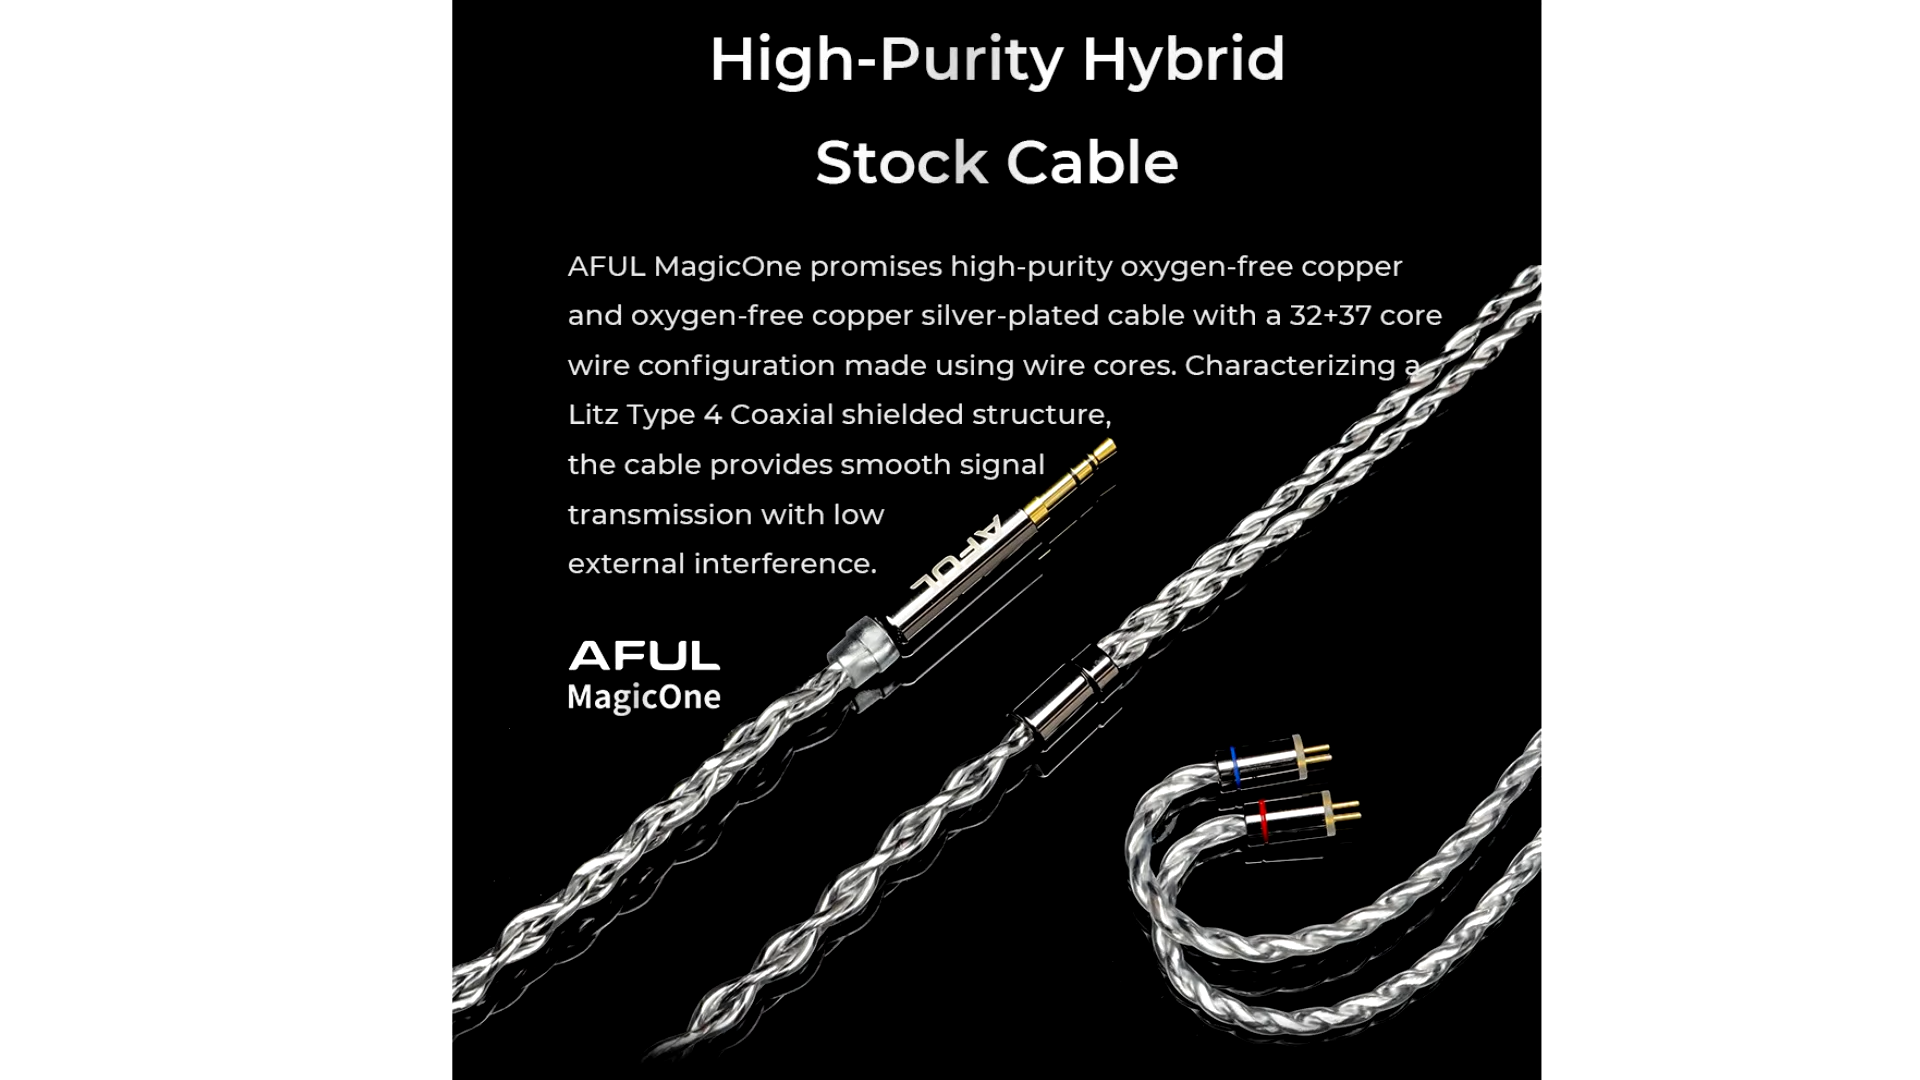 High-Purity Hybrid
Stock Cable
AFUL MagicOne promises high-purity oxygen-free copper
and oxygen-free copper silver-plated cable with a 32+37 core
wire configuration made using wire cores. Characterizing a
Litz Type 4 Coaxial shielded structure,
the cable provides smooth signal
transmission with low
external interference.
AFUL
AFUL
MagicOne